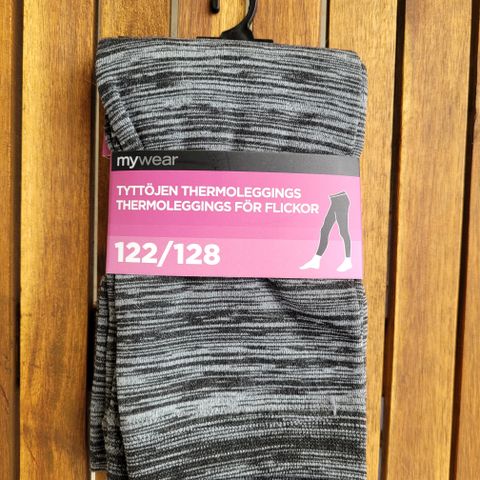 mywear
TYTTÖJEN THERMOLEGGINGS
THERMOLEGGINGS FÖR FLICKOR
122/128